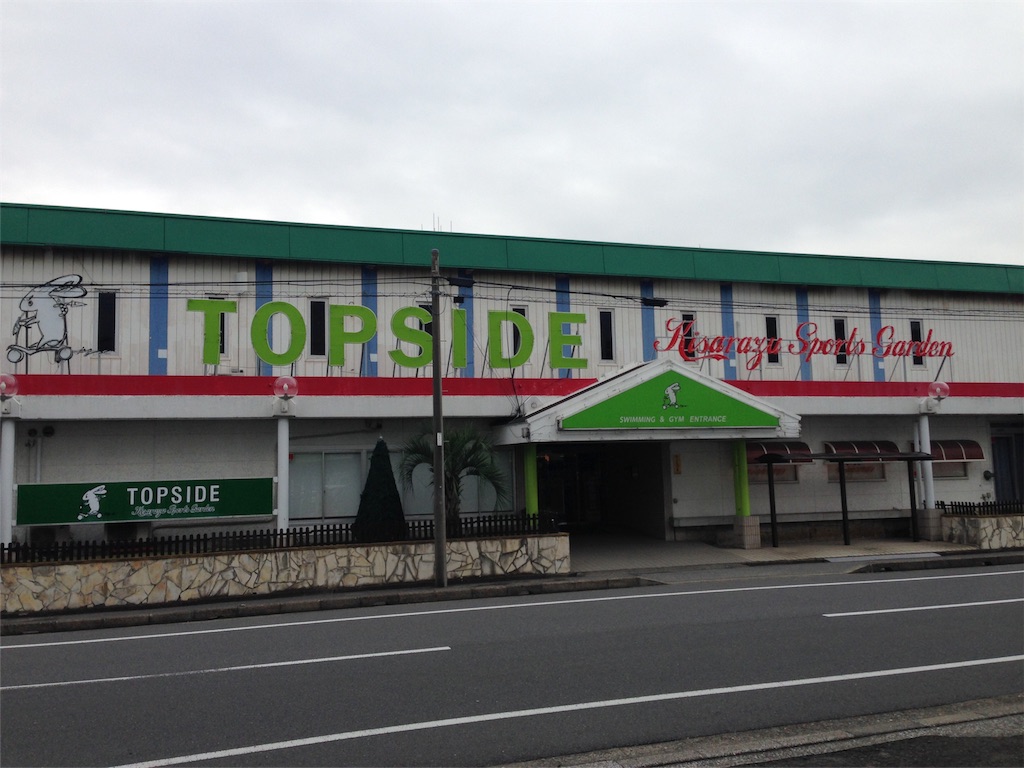 TOPSIDE
Kisarazu Sports Garden
SWIMMING & GYM ENTRANCE
TOPSIDE
Kisarazu Sports Garden